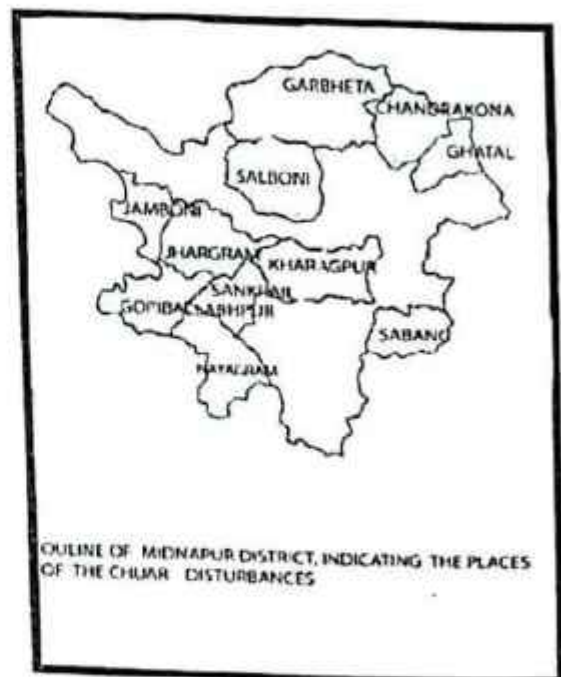 GARBHETA
CHANDRAKONA
GHATAL
SALBONI
JAMBONI
JHARGRAM
KHARAGPUR
SANKRAIL
GOPIBALLABHPUR
SABANG
NAYAGRAM
OULINE OF MIDNAPUR DISTRICT, INDICATING THE PLACES
OF THE CHUAR DISTURBANCES